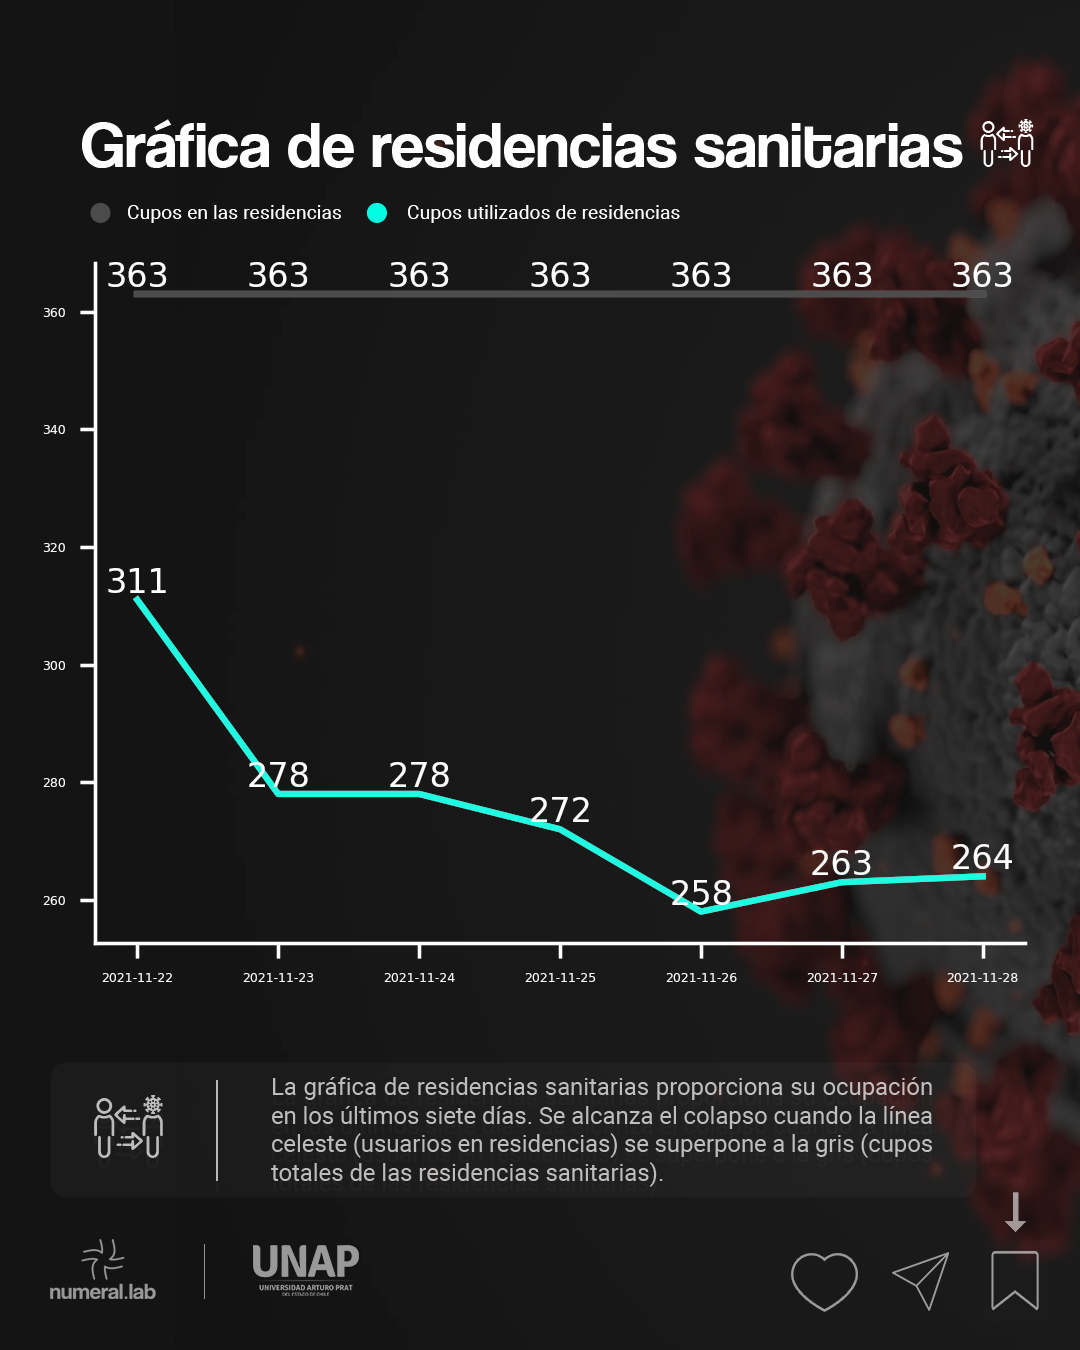 Gráfica de residencias sanitarias
Cupos en las residencias
Cupos utilizados de residencias
363 363 363 363 363 363 363
360
340
320
311
300
278 278
280
272
258
263
264
260
2021-11-22 2021-11-23 2021-11-24 2021-11-25 2021-11-26 2021-11-27 2021-11-28
La gráfica de residencias sanitarias proporciona su ocupación
en los últimos siete días. Se alcanza el colapso cuando la línea
celeste (usuarios en residencias) se superpone a la gris (cupos
totales de las residencias sanitarias).
numeral.lab
UNAP
UNIVERSIDAD ARTURO PRAT
DEL ESTADO DE CHILE